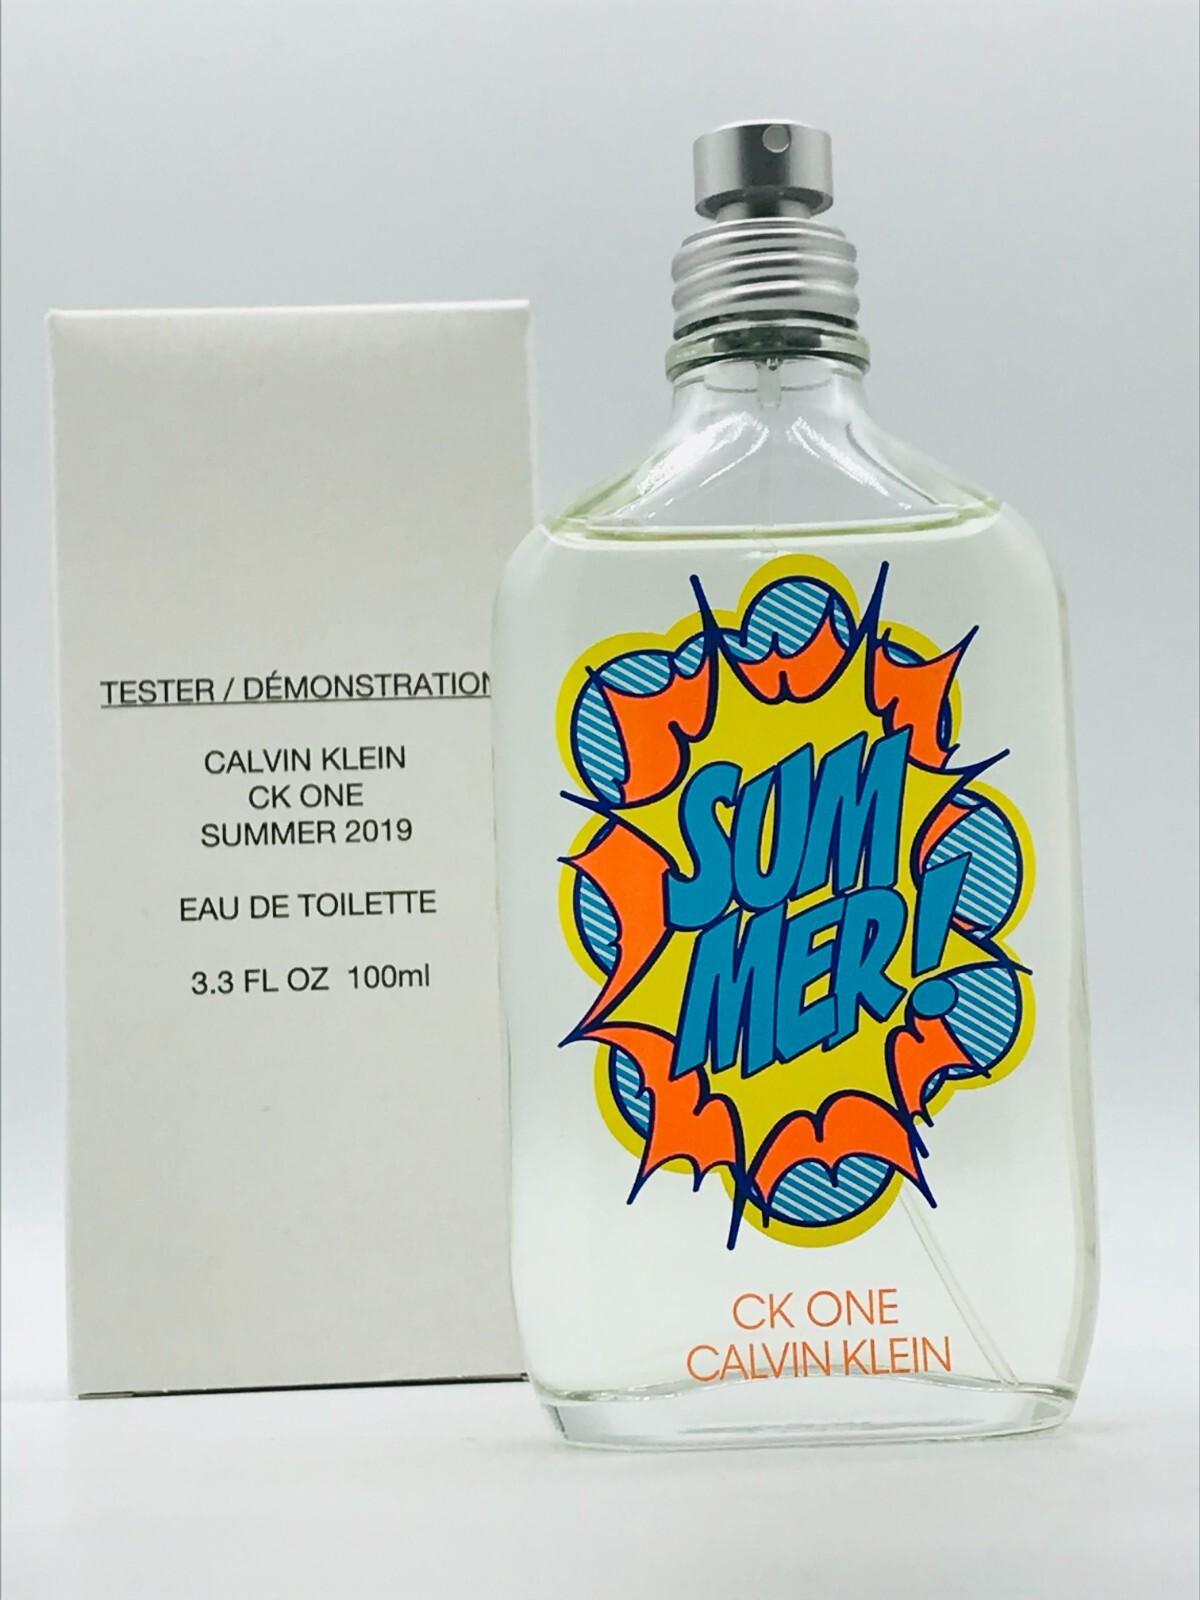 TESTER / DÉMONSTRATION
CALVIN KLEIN
CK ONE
SUMMER 2019
EAU DE TOILETTE
3.3 FL OZ 100ml
SUM
MER!
CK ONE
CALVIN KLEIN